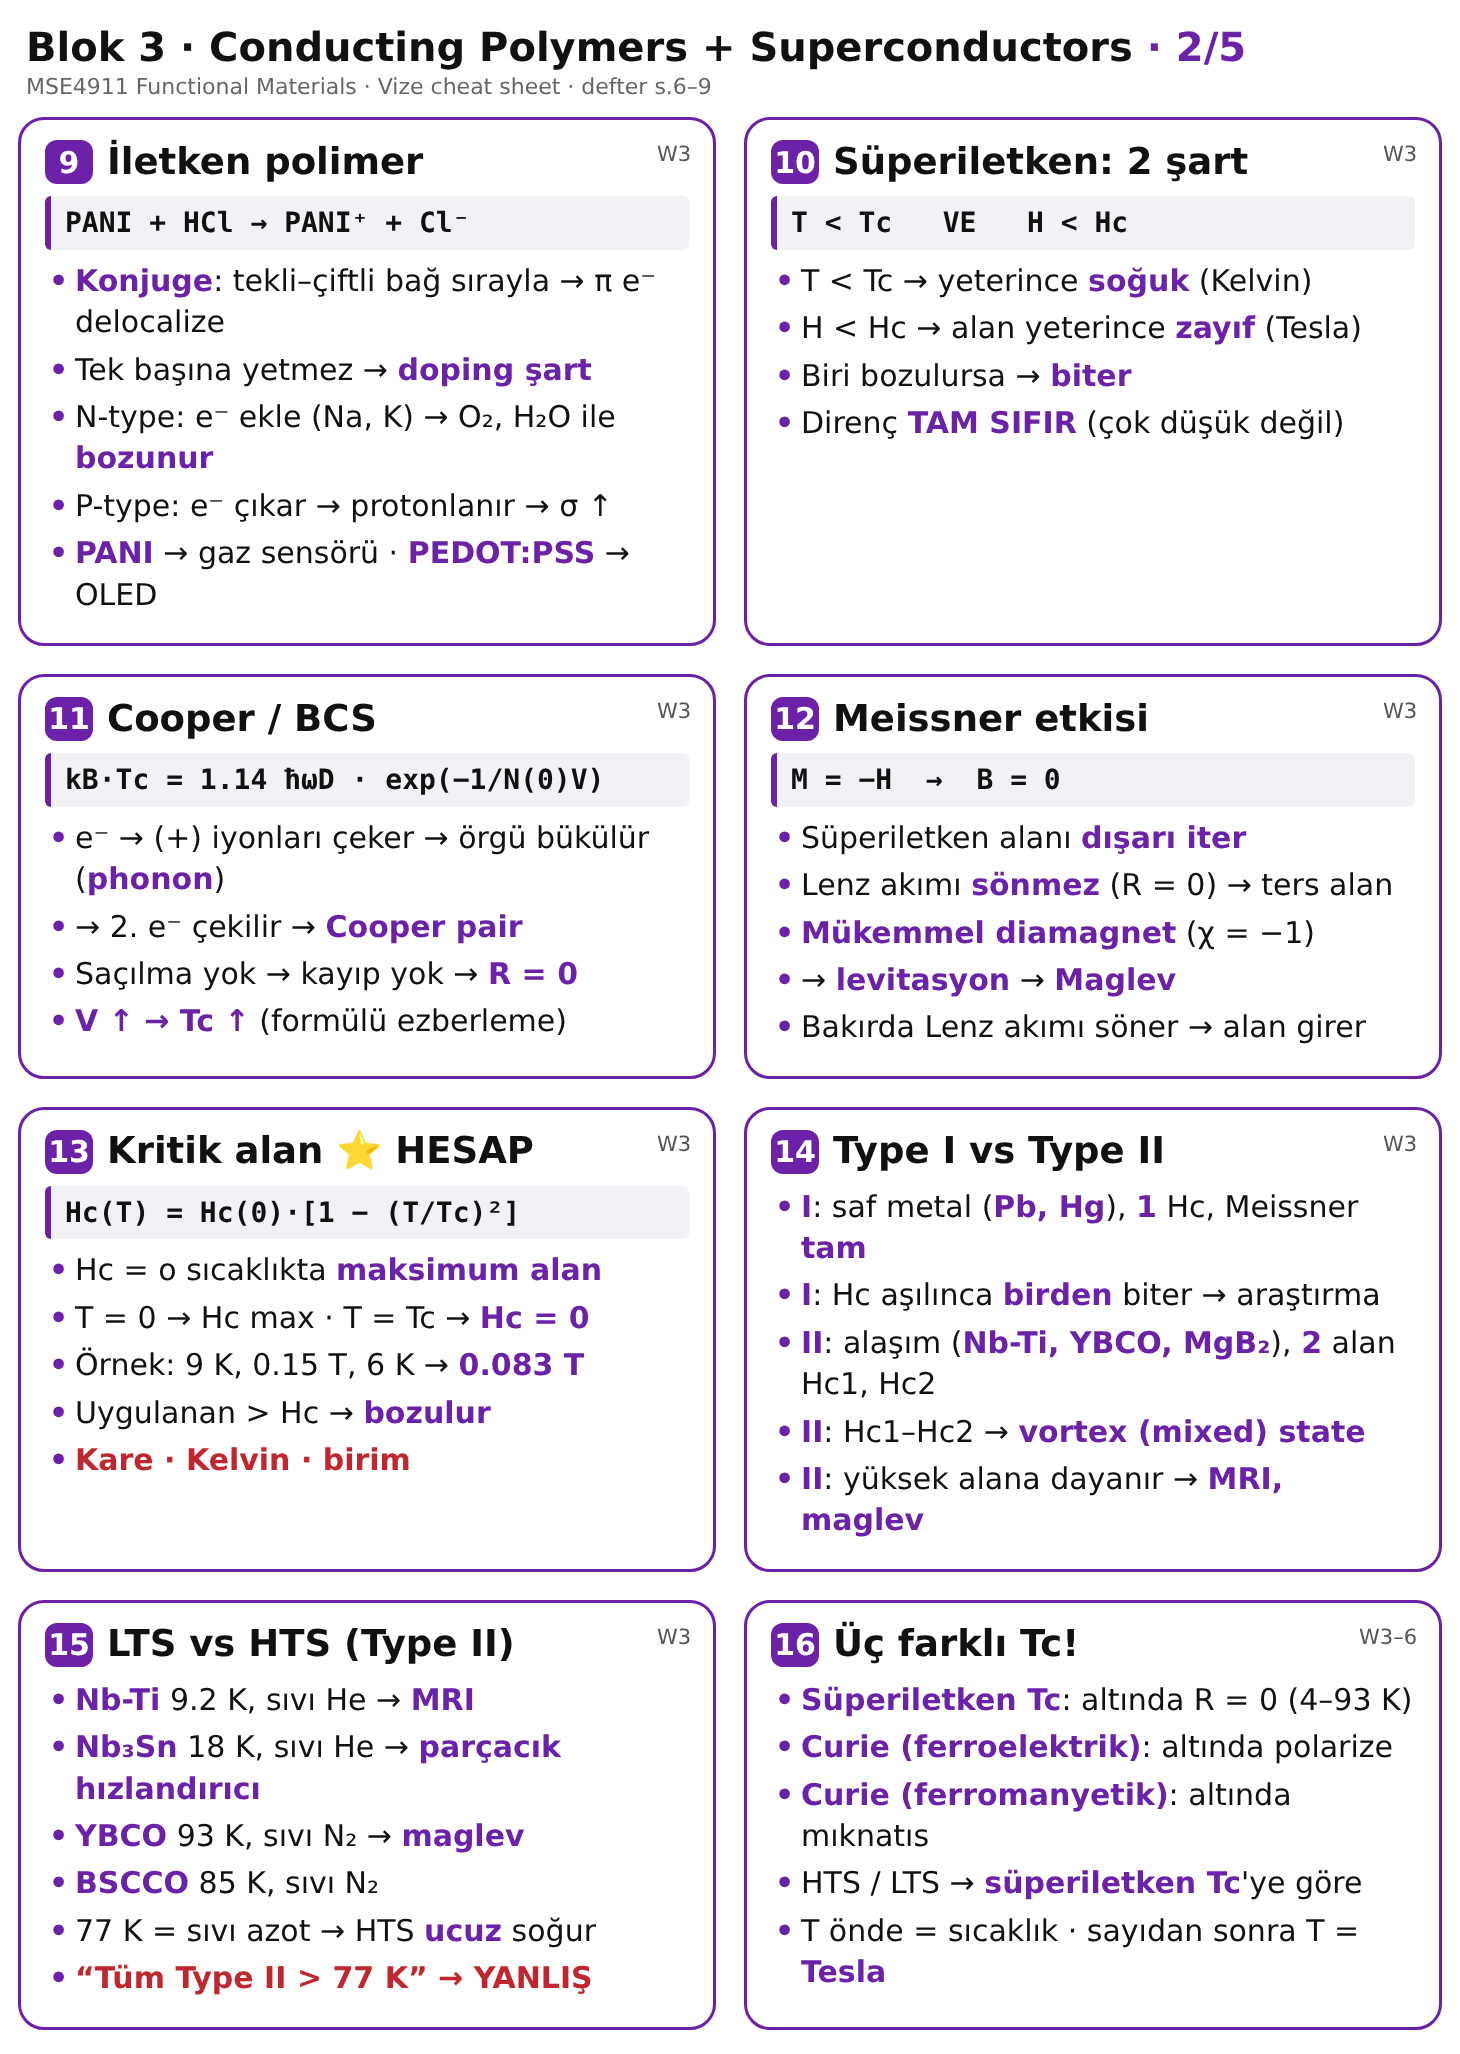 Blok 3 · Conducting Polymers + Superconductors · 2/5
MSE4911 Functional Materials · Vize cheat sheet · defter s.6–9
9 İletken polimer W3
PANI + HCl → PANI⁺ + Cl⁻
• Konjuge: tekli–çiftli bağ sırayla → π e⁻
delocalize
• Tek başına yetmez → doping şart
• N-type: e⁻ ekle (Na, K) → O₂, H₂O ile
bozunur
• P-type: e⁻ çıkar → protonlanır → σ ↑
• PANI → gaz sensörü · PEDOT:PSS →
OLED
10 Süperiletken: 2 şart W3
T < Tc   VE   H < Hc
• T < Tc → yeterince soğuk (Kelvin)
• H < Hc → alan yeterince zayıf (Tesla)
• Biri bozulursa → biter
• Direnç TAM SIFIR (çok düşük değil)
11 Cooper / BCS W3
kB·Tc = 1.14 ħωD · exp(−1/N(0)V)
• e⁻ → (+) iyonları çeker → örgü bükülür
(phonon)
• → 2. e⁻ çekilir → Cooper pair
• Saçılma yok → kayıp yok → R = 0
• V ↑ → Tc ↑ (formülü ezberleme)
12 Meissner etkisi W3
M = −H  →  B = 0
• Süperiletken alanı dışarı iter
• Lenz akımı sönmez (R = 0) → ters alan
• Mükemmel diamagnet (χ = −1)
• → levitasyon → Maglev
• Bakırda Lenz akımı söner → alan girer
13 Kritik alan ⭐ HESAP W3
Hc(T) = Hc(0)·[1 − (T/Tc)²]
• Hc = o sıcaklıkta maksimum alan
• T = 0 → Hc max · T = Tc → Hc = 0
• Örnek: 9 K, 0.15 T, 6 K → 0.083 T
• Uygulanan > Hc → bozulur
• Kare · Kelvin · birim
14 Type I vs Type II W3
• I: saf metal (Pb, Hg), 1 Hc, Meissner
tam
• I: Hc aşılınca birden biter → araştırma
• II: alaşım (Nb-Ti, YBCO, MgB₂), 2 alan
Hc1, Hc2
• II: Hc1–Hc2 → vortex (mixed) state
• II: yüksek alana dayanır → MRI,
maglev
15 LTS vs HTS (Type II) W3
• Nb-Ti 9.2 K, sıvı He → MRI
• Nb₃Sn 18 K, sıvı He → parçacık
hızlandırıcı
• YBCO 93 K, sıvı N₂ → maglev
• BSCCO 85 K, sıvı N₂
• 77 K = sıvı azot → HTS ucuz soğur
• “Tüm Type II > 77 K” → YANLIŞ
16 Üç farklı Tc! W3–6
• Süperiletken Tc: altında R = 0 (4–93 K)
• Curie (ferroelektrik): altında polarize
• Curie (ferromanyetik): altında
mıknatıs
• HTS / LTS → süperiletken Tc'ye göre
• T önde = sıcaklık · sayıdan sonra T =
Tesla